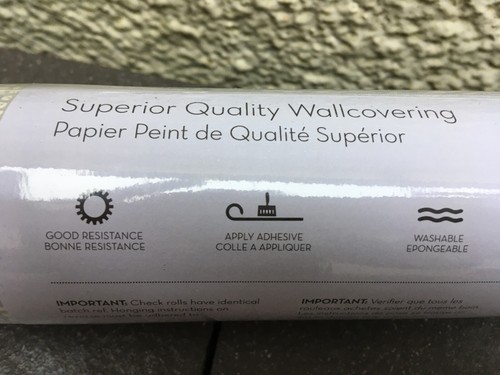 Superior Quality Wallcovering
Papier Peint de Qualité Supérior
GOOD RESISTANCE
BONNE RESISTANCE
APPLY ADHESIVE
COLLE A APPLIQUER
WASHABLE
EPONGEABLE
IMPORTANT: Check rolls have identical
batch ref. Hanging instructions on
IMPORTANT: Verifier que tous les